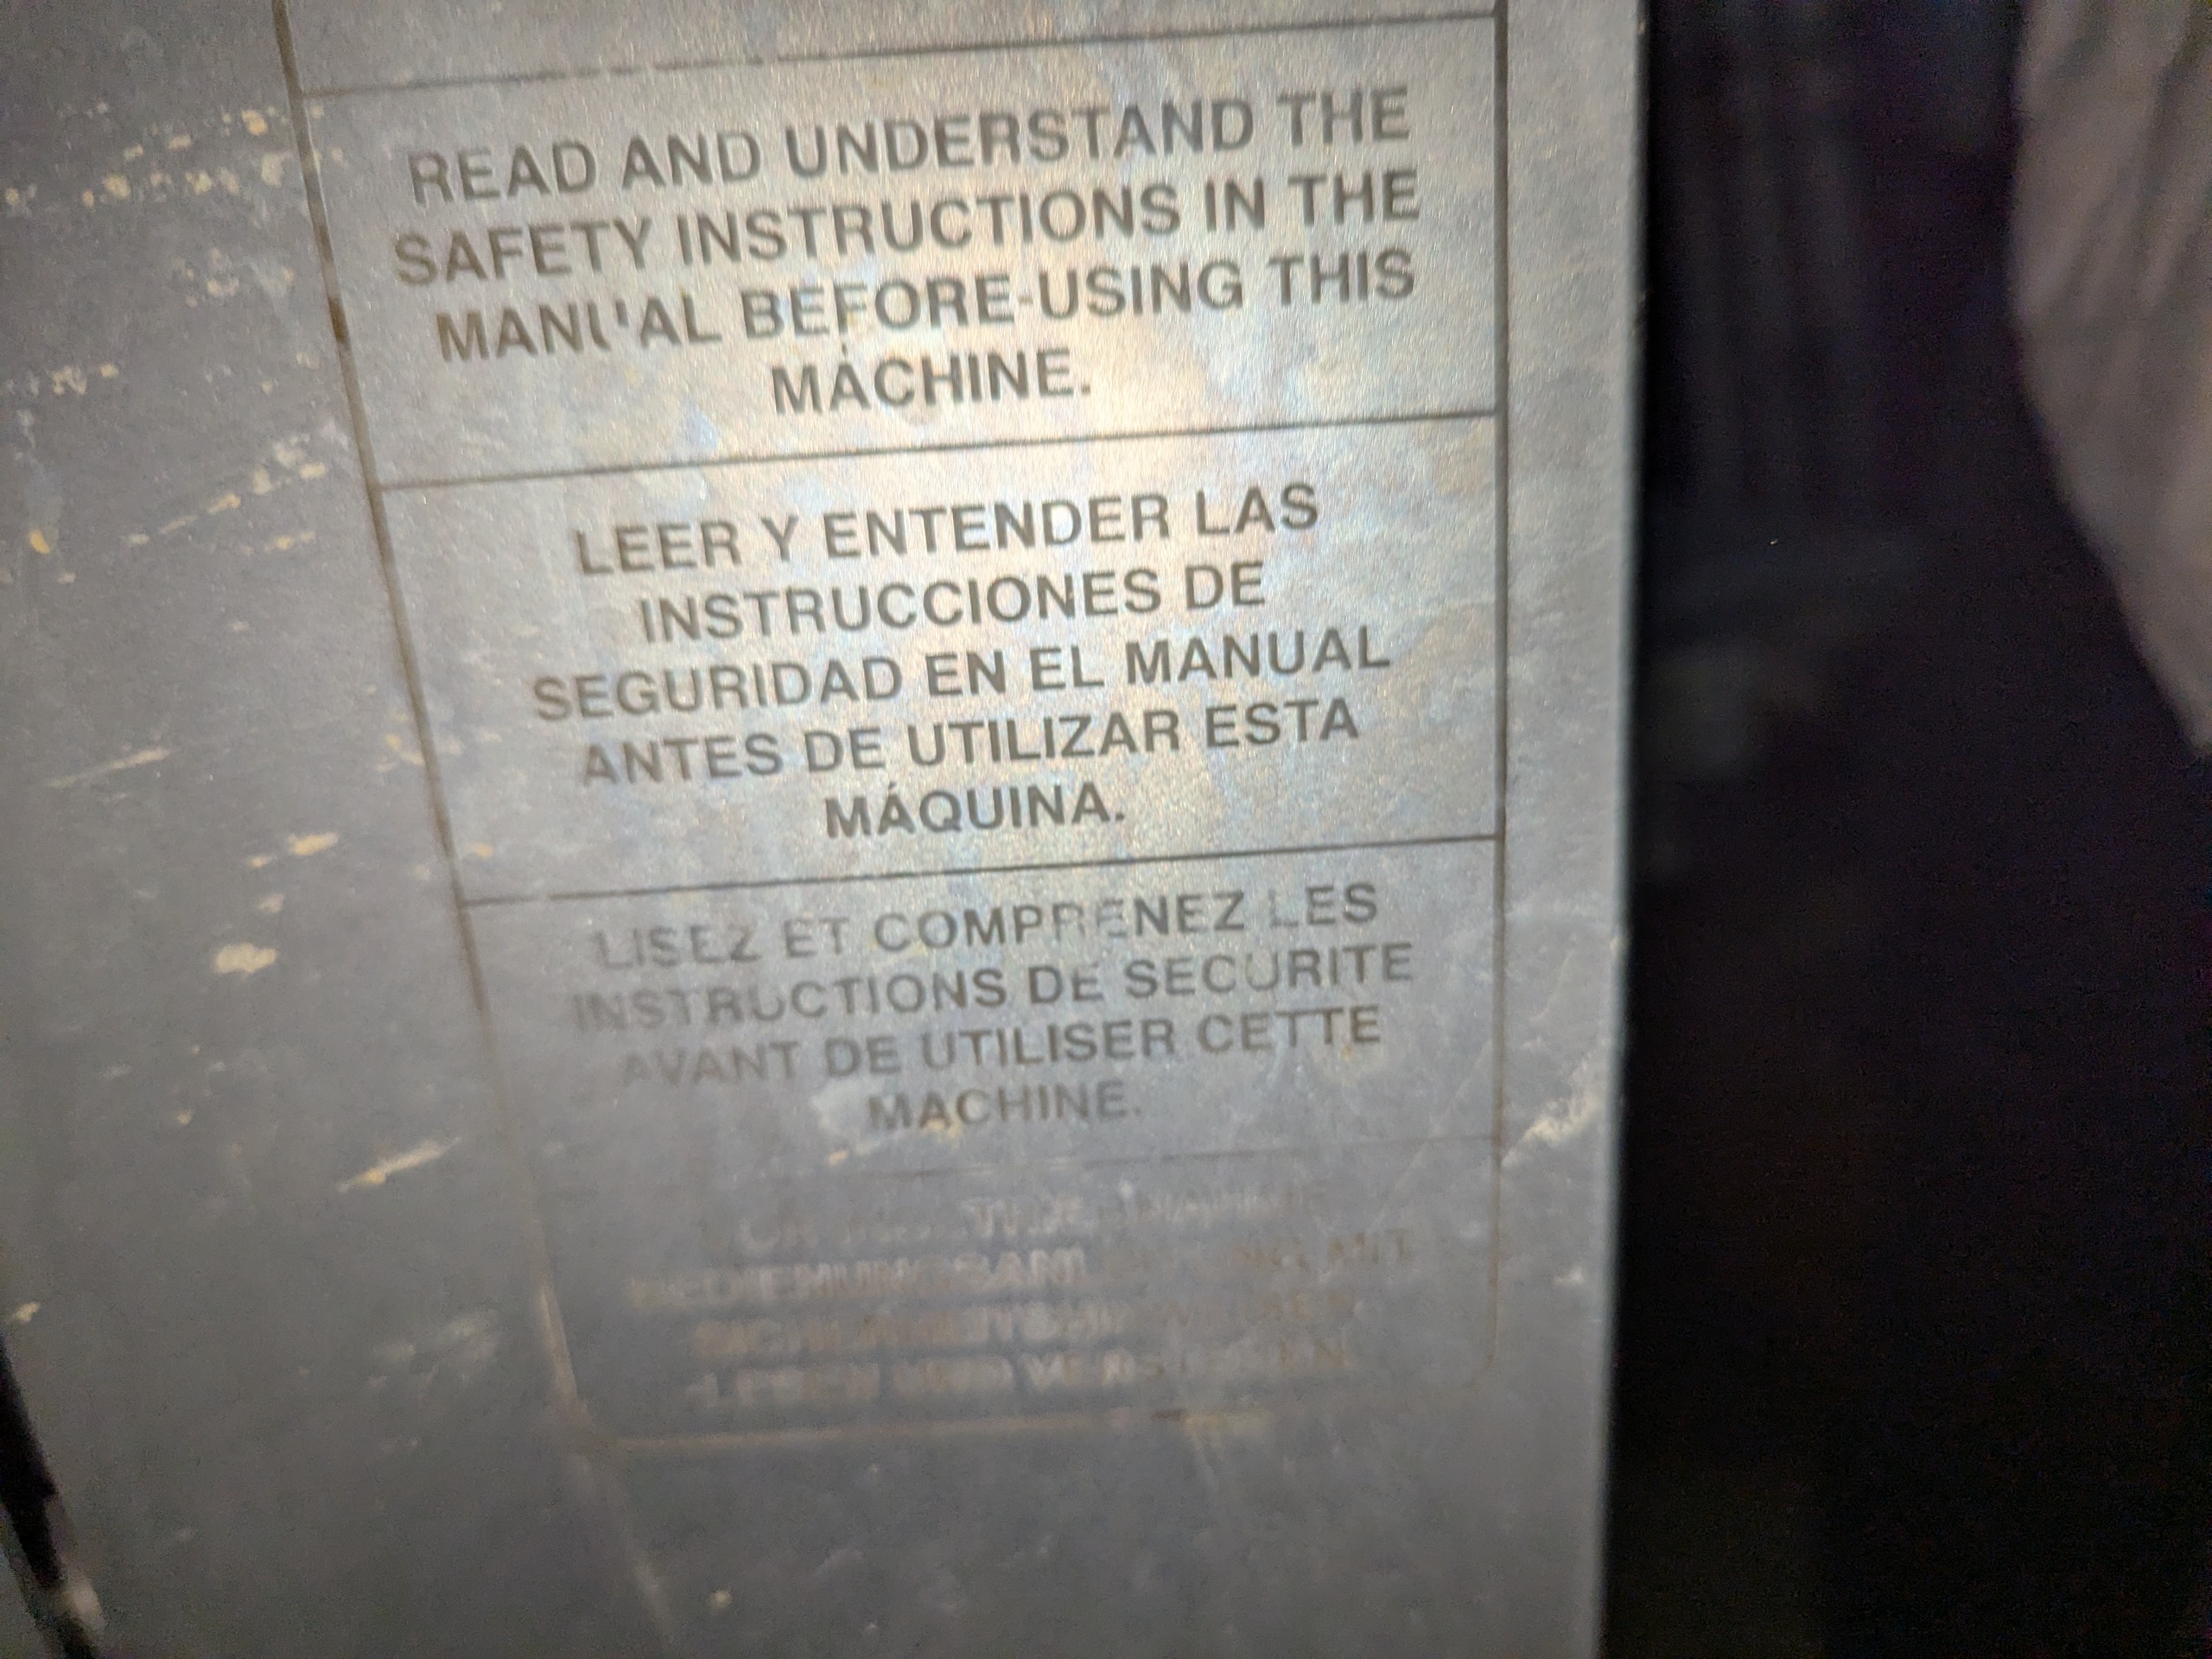 READ AND UNDERSTAND THE
SAFETY INSTRUCTIONS IN THE
MANUAL BEFORE USING THIS
MACHINE.
LEER Y ENTENDER LAS
INSTRUCCIONES DE
SEGURIDAD EN EL MANUAL
ANTES DE UTILIZAR ESTA
MÁQUINA.
LISEZ ET COMPRENEZ LES
INSTRUCTIONS DE SECURITE
AVANT DE UTILISER CETTE
MACHINE.
MIT
UND